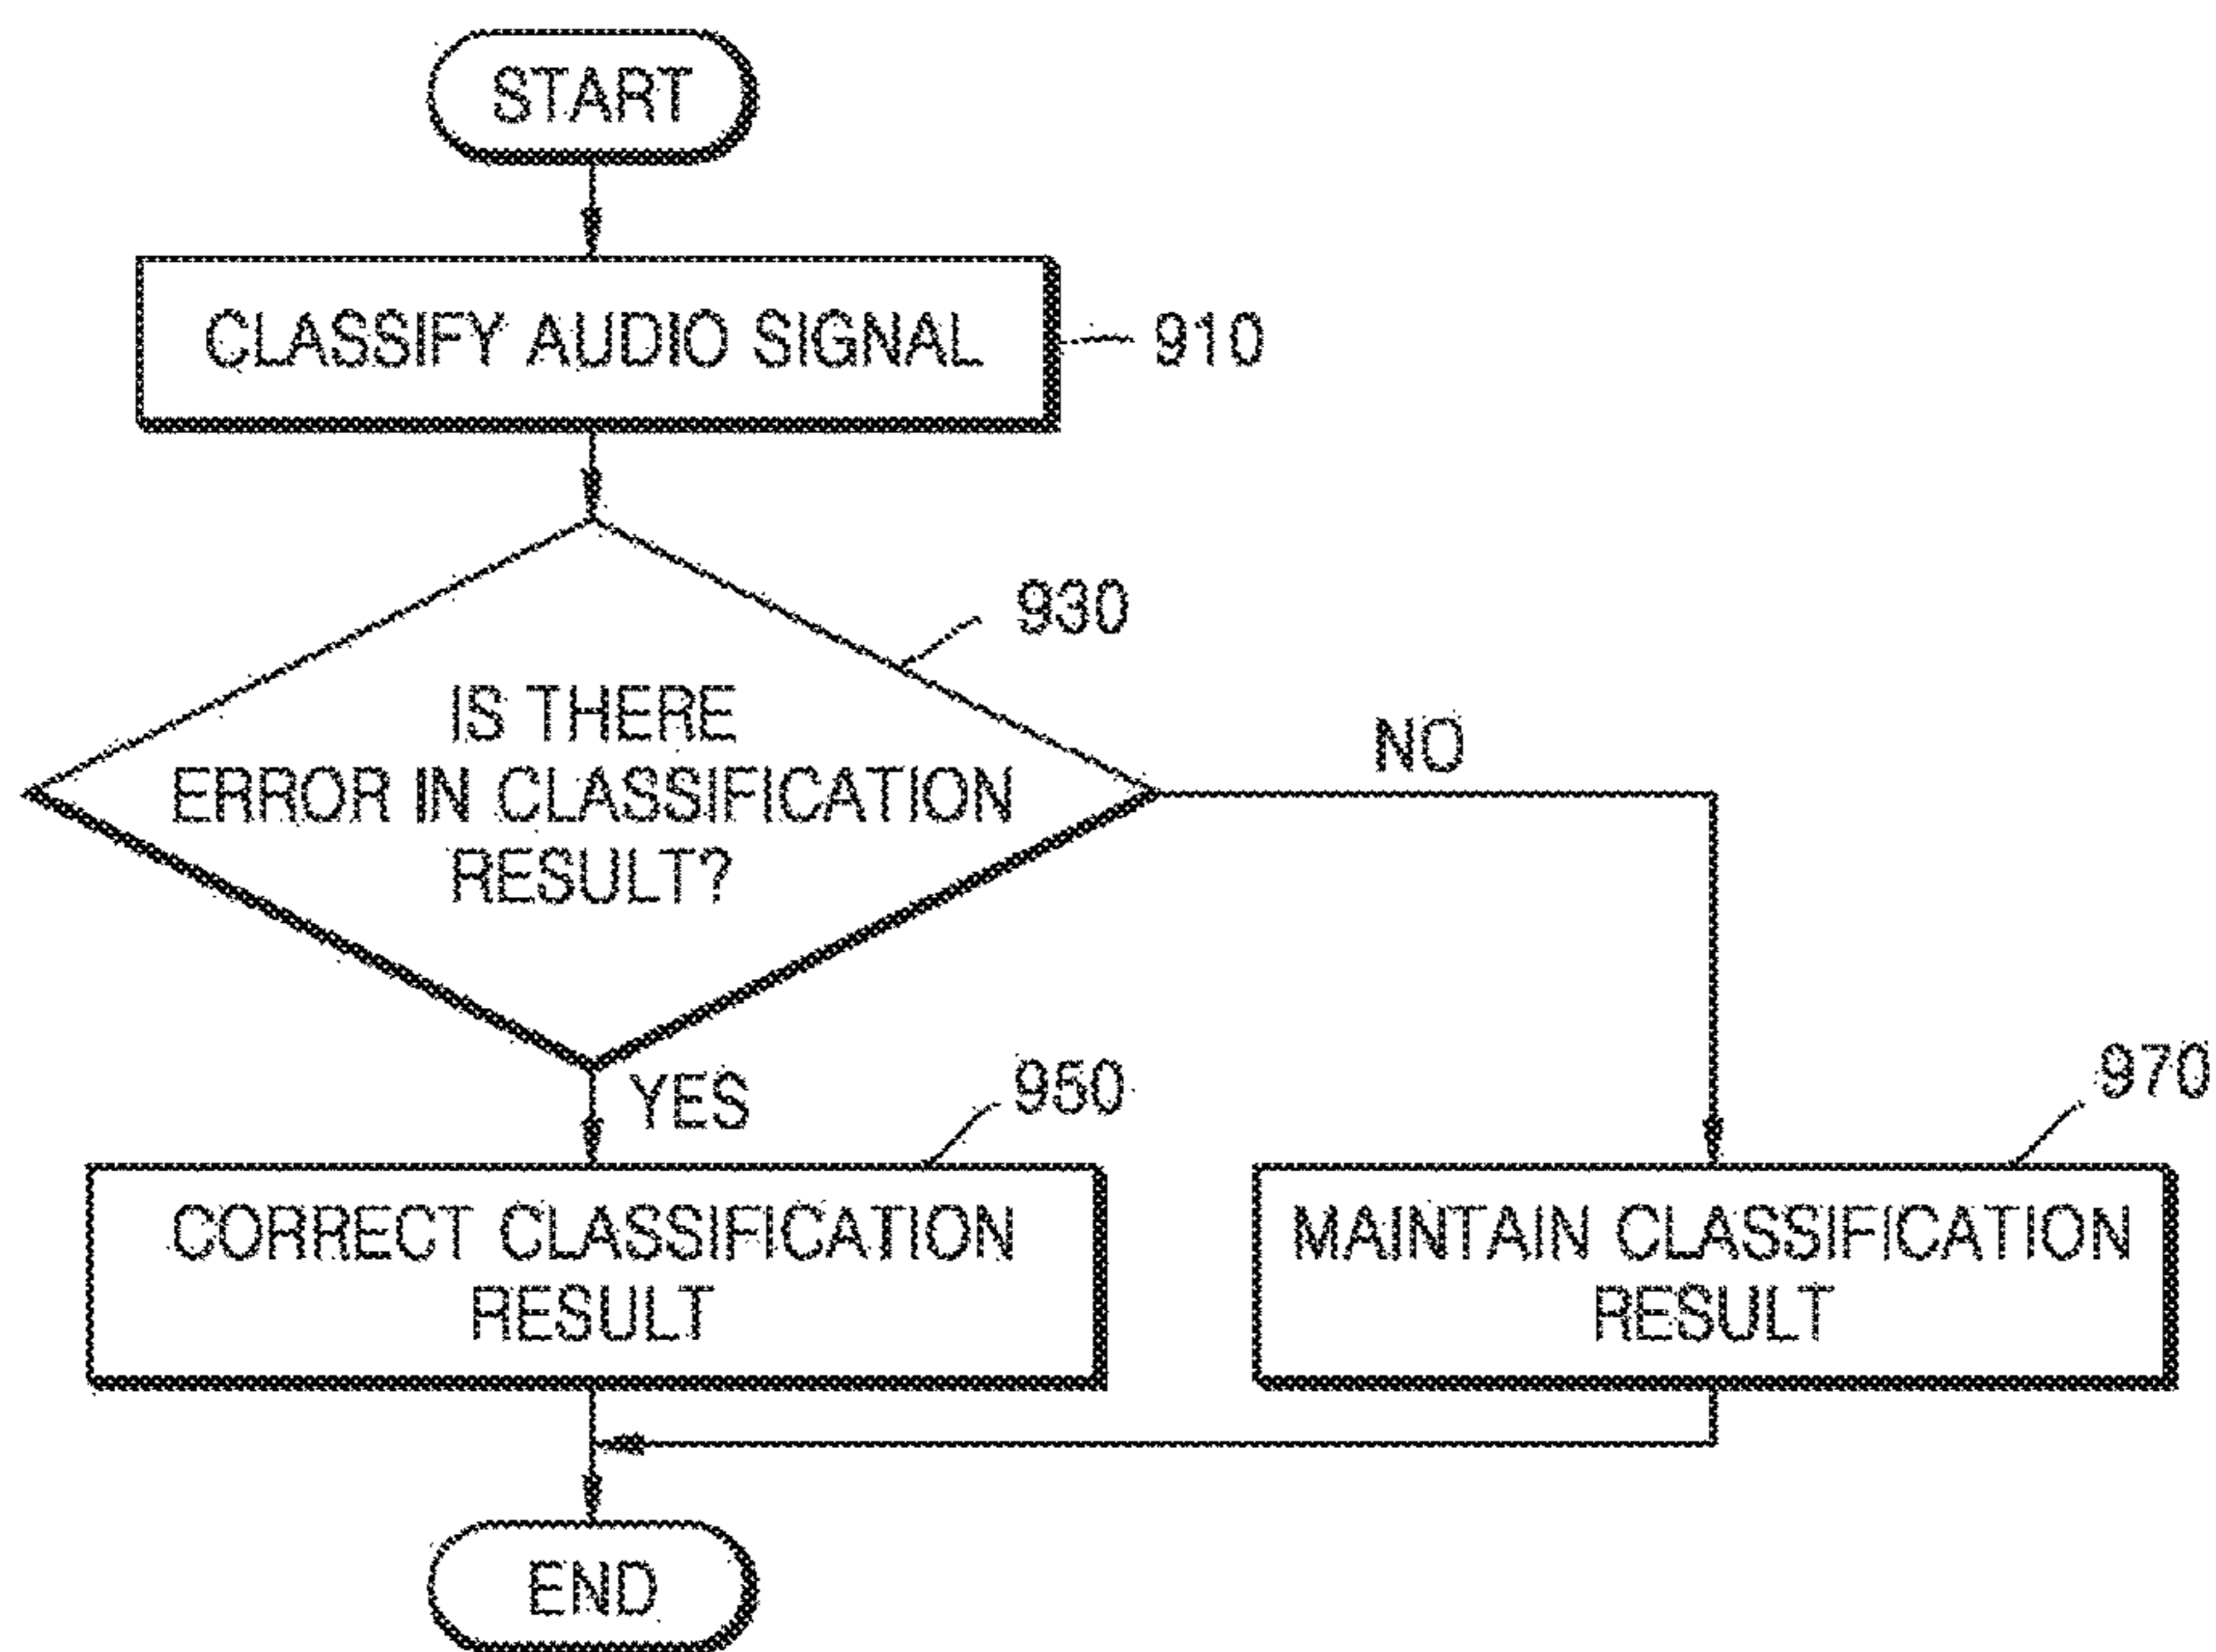 START
CLASSIFY AUDIO SIGNAL
910
930
IS THERE
ERROR IN CLASSIFICATION
RESULT?
NO
YES
950
970
CORRECT CLASSIFICATION
RESULT
MAINTAIN CLASSIFICATION
RESULT
END